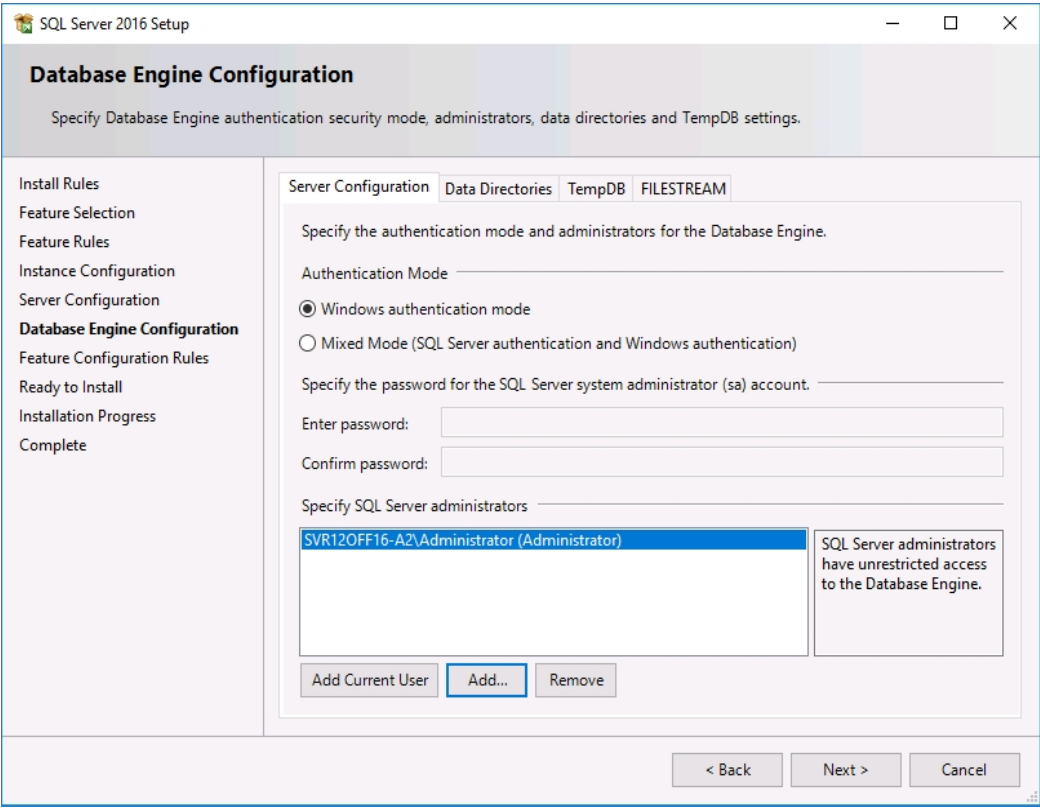 SQL Server 2016 Setup
Database Engine Configuration
Specify Database Engine authentication security mode, administrators, data directories and TempDB settings.
Install Rules
Feature Selection
Feature Rules
Instance Configuration
Server Configuration
Database Engine Configuration
Feature Configuration Rules
Ready to Install
Installation Progress
Complete
Server Configuration Data Directories TempDB FILESTREAM
Specify the authentication mode and administrators for the Database Engine.
Authentication Mode
Windows authentication mode
Mixed Mode (SQL Server authentication and Windows authentication)
Specify the password for the SQL Server system administrator (sa) account.
Enter password:
Confirm password:
Specify SQL Server administrators
SVR12OFF16-A2\Administrator (Administrator)
SQL Server administrators
have unrestricted access
to the Database Engine.
Add Current User Add... Remove
< Back Next > Cancel